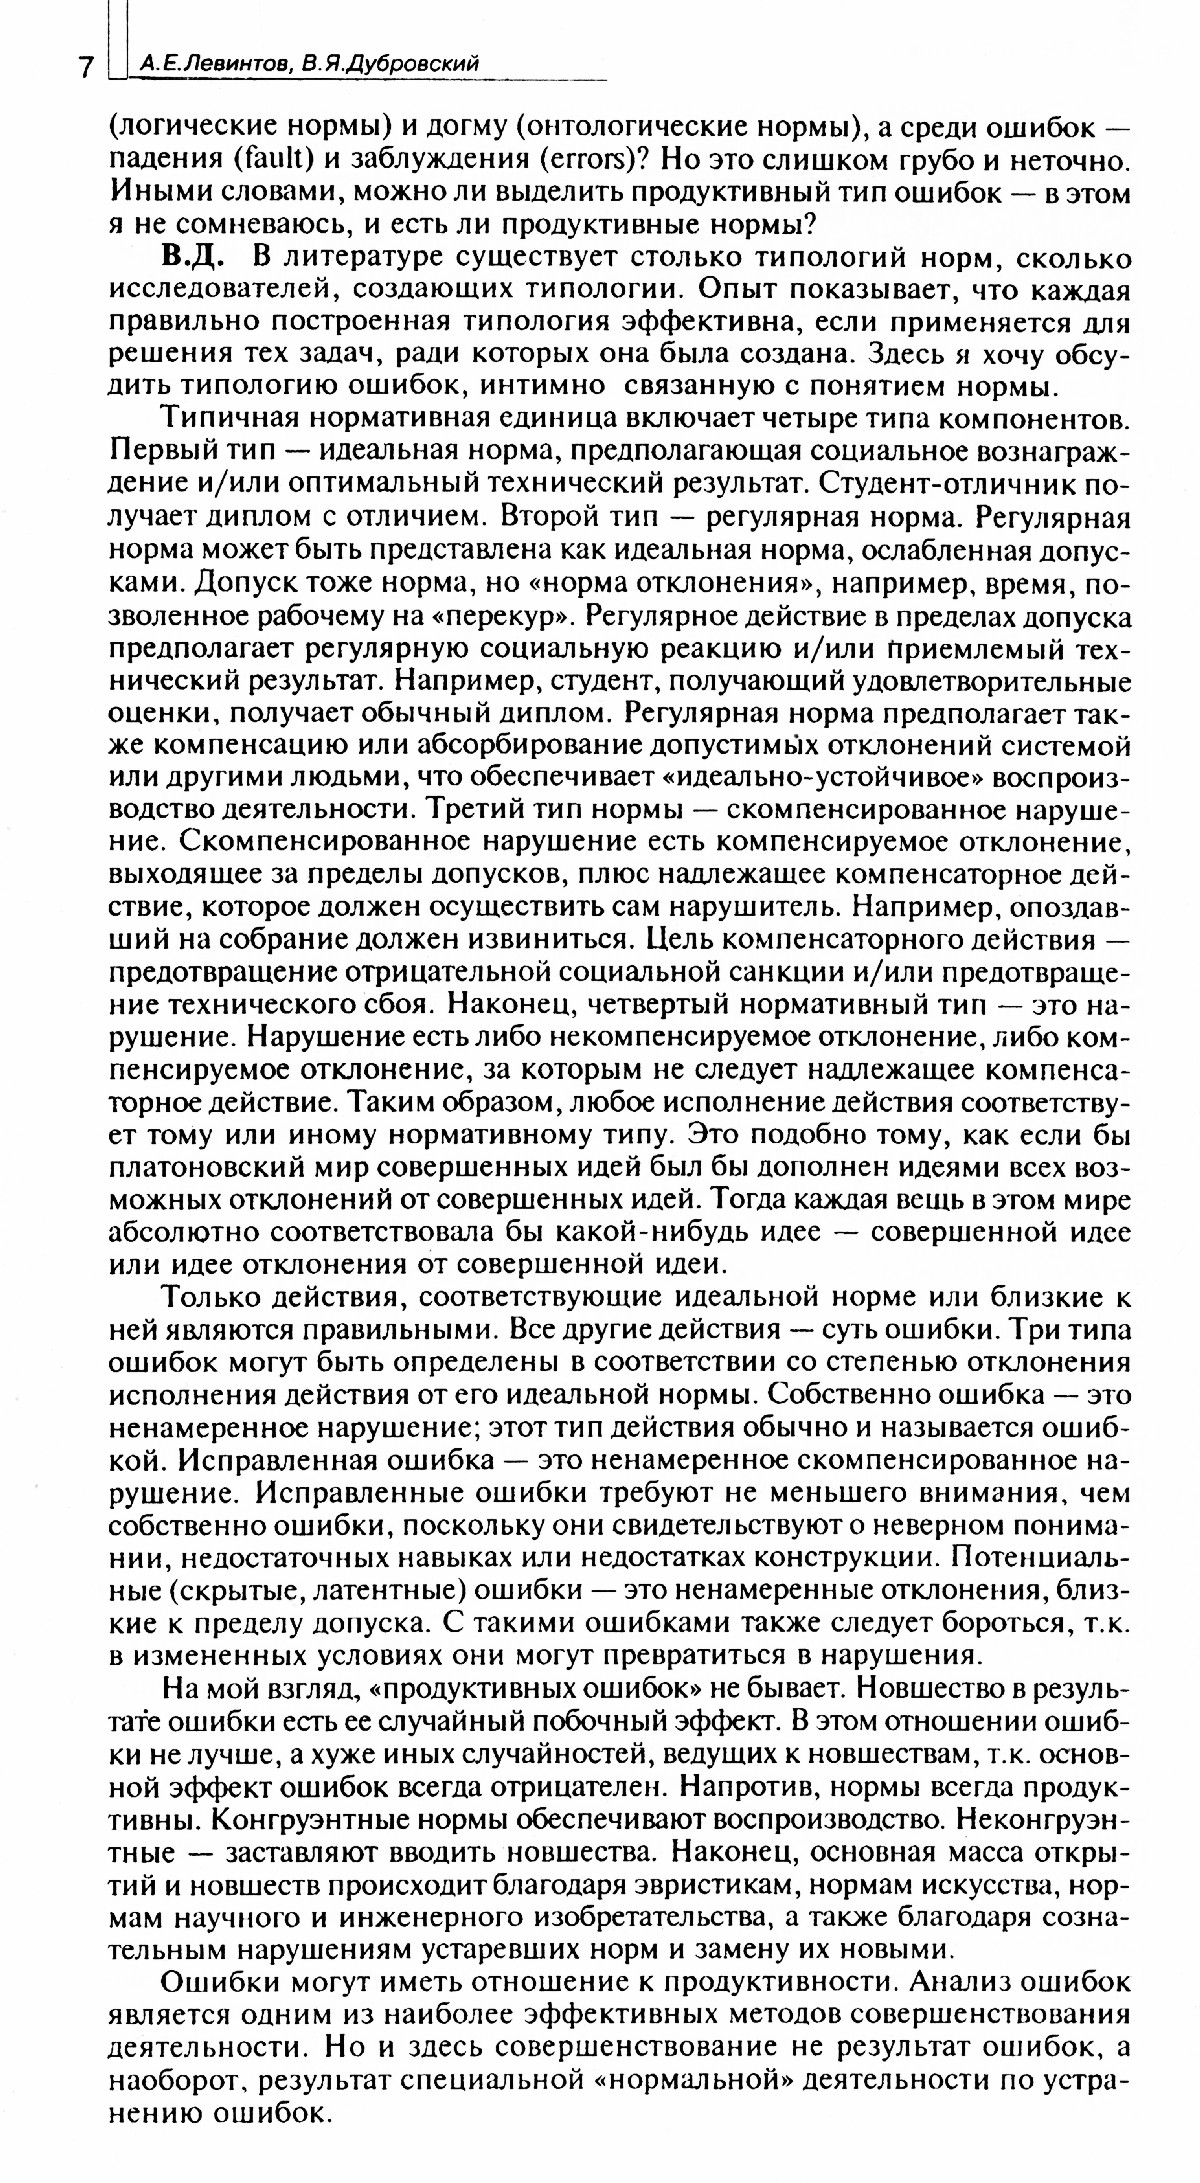 7
А.Е.Левинтов, В.Я.Дубровский
(логические нормы) и догму (онтологические нормы), а среди ошибок —
падения (fault) и заблуждения (errors)? Но это слишком грубо и неточно.
Иными словами, можно ли выделить продуктивный тип ошибок — в этом
я не сомневаюсь, и есть ли продуктивные нормы?
В.Д. В литературе существует столько типологий норм, сколько
исследователей, создающих типологии. Опыт показывает, что каждая
правильно построенная типология эффективна, если применяется для
решения тех задач, ради которых она была создана. Здесь я хочу обсу-
дить типологию ошибок, интимно связанную с понятием нормы.
Типичная нормативная единица включает четыре типа компонентов.
Первый тип — идеальная норма, предполагающая социальное вознаграж-
дение и/или оптимальный технический результат. Студент-отличник по-
лучает диплом с отличием. Второй тип — регулярная норма. Регулярная
норма может быть представлена как идеальная норма, ослабленная допус-
ками. Допуск тоже норма, но «норма отклонения», например, время, по-
зволенное рабочему на «перекур». Регулярное действие в пределах допуска
предполагает регулярную социальную реакцию и/или приемлемый тех-
нический результат. Например, студент, получающий удовлетворительные
оценки, получает обычный диплом. Регулярная норма предполагает так-
же компенсацию или абсорбирование допустимых отклонений системой
или другими людьми, что обеспечивает «идеально-устойчивое» воспроиз-
водство деятельности. Третий тип нормы — скомпенсированное наруше-
ние. Скомпенсированное нарушение есть компенсируемое отклонение,
выходящее за пределы допусков, плюс надлежащее компенсаторное дей-
ствие, которое должен осуществить сам нарушитель. Например, опоздав-
ший на собрание должен извиниться. Цель компенсаторного действия —
предотвращение отрицательной социальной санкции и/или предотвраще-
ние технического сбоя. Наконец, четвертый нормативный тип — это на-
рушение. Нарушение есть либо некомпенсируемое отклонение, либо ком-
пенсируемое отклонение, за которым не следует надлежащее компенса-
торное действие. Таким образом, любое исполнение действия соответству-
ет тому или иному нормативному типу. Это подобно тому, как если бы
платоновский мир совершенных идей был бы дополнен идеями всех воз-
можных отклонений от совершенных идей. Тогда каждая вещь в этом мире
абсолютно соответствовала бы какой-нибудь идее — совершенной идее
или идее отклонения от совершенной идеи.
Только действия, соответствующие идеальной норме или близкие к
ней являются правильными. Все другие действия — суть ошибки. Три типа
ошибок могут быть определены в соответствии со степенью отклонения
исполнения действия от его идеальной нормы. Собственно ошибка — это
ненамеренное нарушение; этот тип действия обычно и называется ошиб-
кой. Исправленная ошибка — это ненамеренное скомпенсированное на-
рушение. Исправленные ошибки требуют не меньшего внимания, чем
собственно ошибки, поскольку они свидетельствуют о неверном понима-
нии, недостаточных навыках или недостатках конструкции. Потенциаль-
ные (скрытые, латентные) ошибки — это ненамеренные отклонения, близ-
кие к пределу допуска. С такими ошибками также следует бороться, т.к.
в измененных условиях они могут превратиться в нарушения.
На мой взгляд, «продуктивных ошибок» не бывает. Новшество в резуль-
тате ошибки есть ее случайный побочный эффект. В этом отношении ошиб-
ки не лучше, а хуже иных случайностей, ведущих к новшествам, т.к. основ-
ной эффект ошибок всегда отрицателен. Напротив, нормы всегда продук-
тивны. Конгруэнтные нормы обеспечивают воспроизводство. Неконгруэн-
тные — заставляют вводить новшества. Наконец, основная масса откры-
тий и новшеств происходит благодаря эвристикам, нормам искусства, нор-
мам научного и инженерного изобретательства, а также благодаря созна-
тельным нарушениям устаревших норм и замену их новыми.
Ошибки могут иметь отношение к продуктивности. Анализ ошибок
является одним из наиболее эффективных методов совершенствования
деятельности. Но и здесь совершенствование не результат ошибок, а
наоборот, результат специальной «нормальной» деятельности по устра-
нению ошибок.